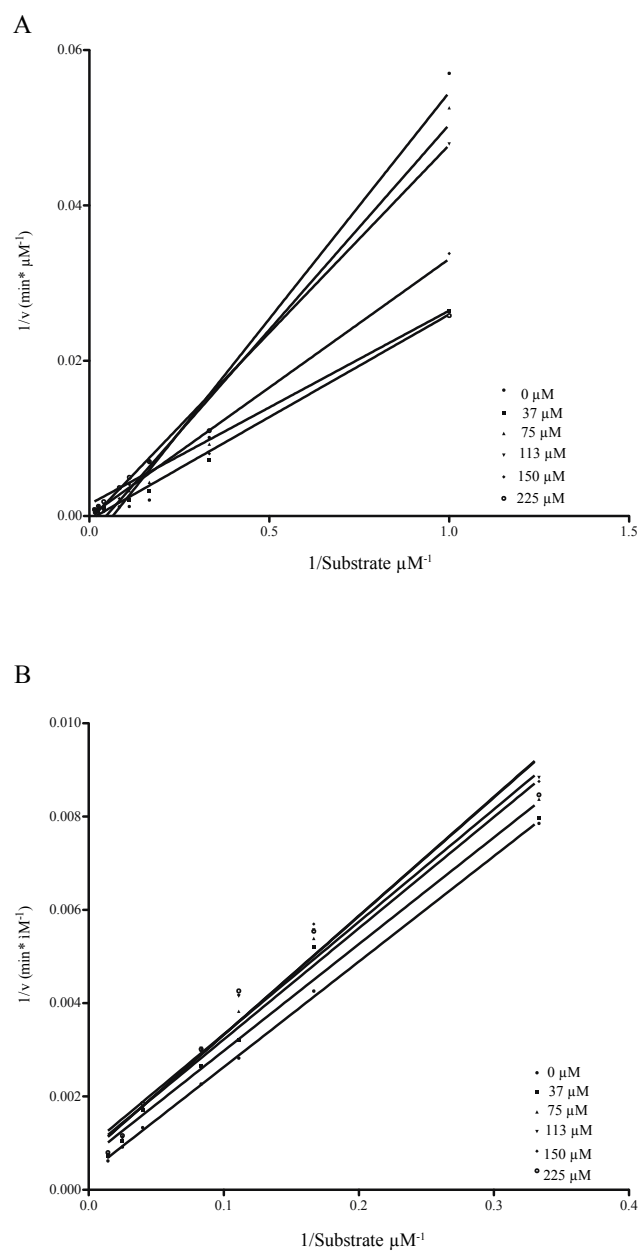 A
0.06
0.04
0.02
0.00
1/v (min* µM-1)
0.0
0.5
1.0
1.5
1/Substrate µM-1
0 µM
37 µM
75 µM
113 µM
150 µM
225 µM
B
0.010
0.008
0.006
0.004
0.002
0.000
1/v (min* iM-1)
0.0
0.1
0.2
0.3
0.4
1/Substrate µM-1
0 µM
37 µM
75 µM
113 µM
150 µM
225 µM